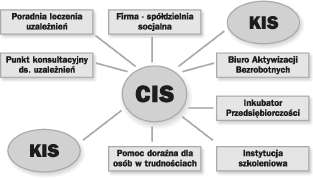 Poradnia leczenia
uzależnień
Firma - spółdzielnia
socjalna
KIS
Punkt konsultacyjny
ds. uzależnień
Biuro Aktywizacji
Bezrobotnych
CIS
Inkubator
Przedsiębiorczości
KIS
Pomoc doraźna dla
osób w trudnościach
Instytucja
szkoleniowa